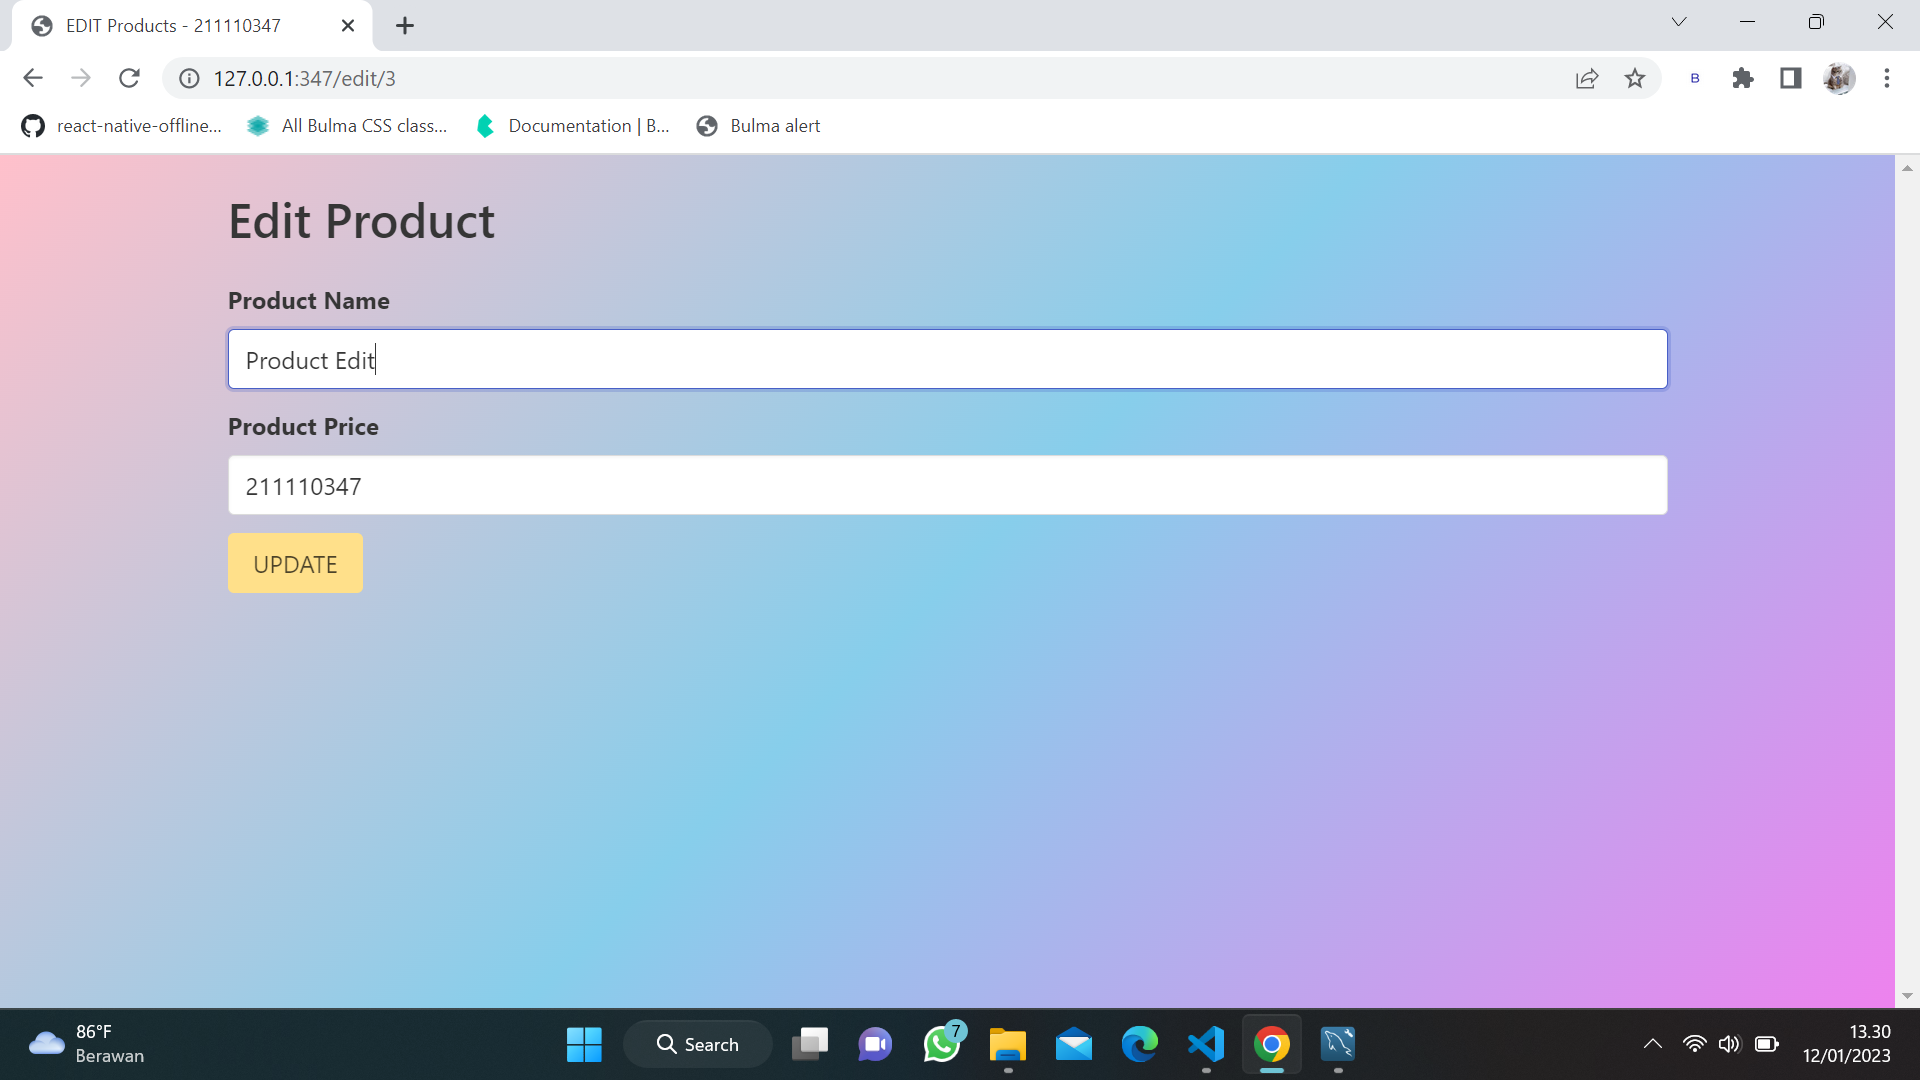 EDIT Products - 211110347
127.0.0.1:347/edit/3
B
react-native-offline...
All Bulma CSS class...
Documentation | B...
Bulma alert
Edit Product
Product Name
Product Edit
Product Price
211110347
UPDATE
86°F
Berawan
Search
7
13.30
12/01/2023